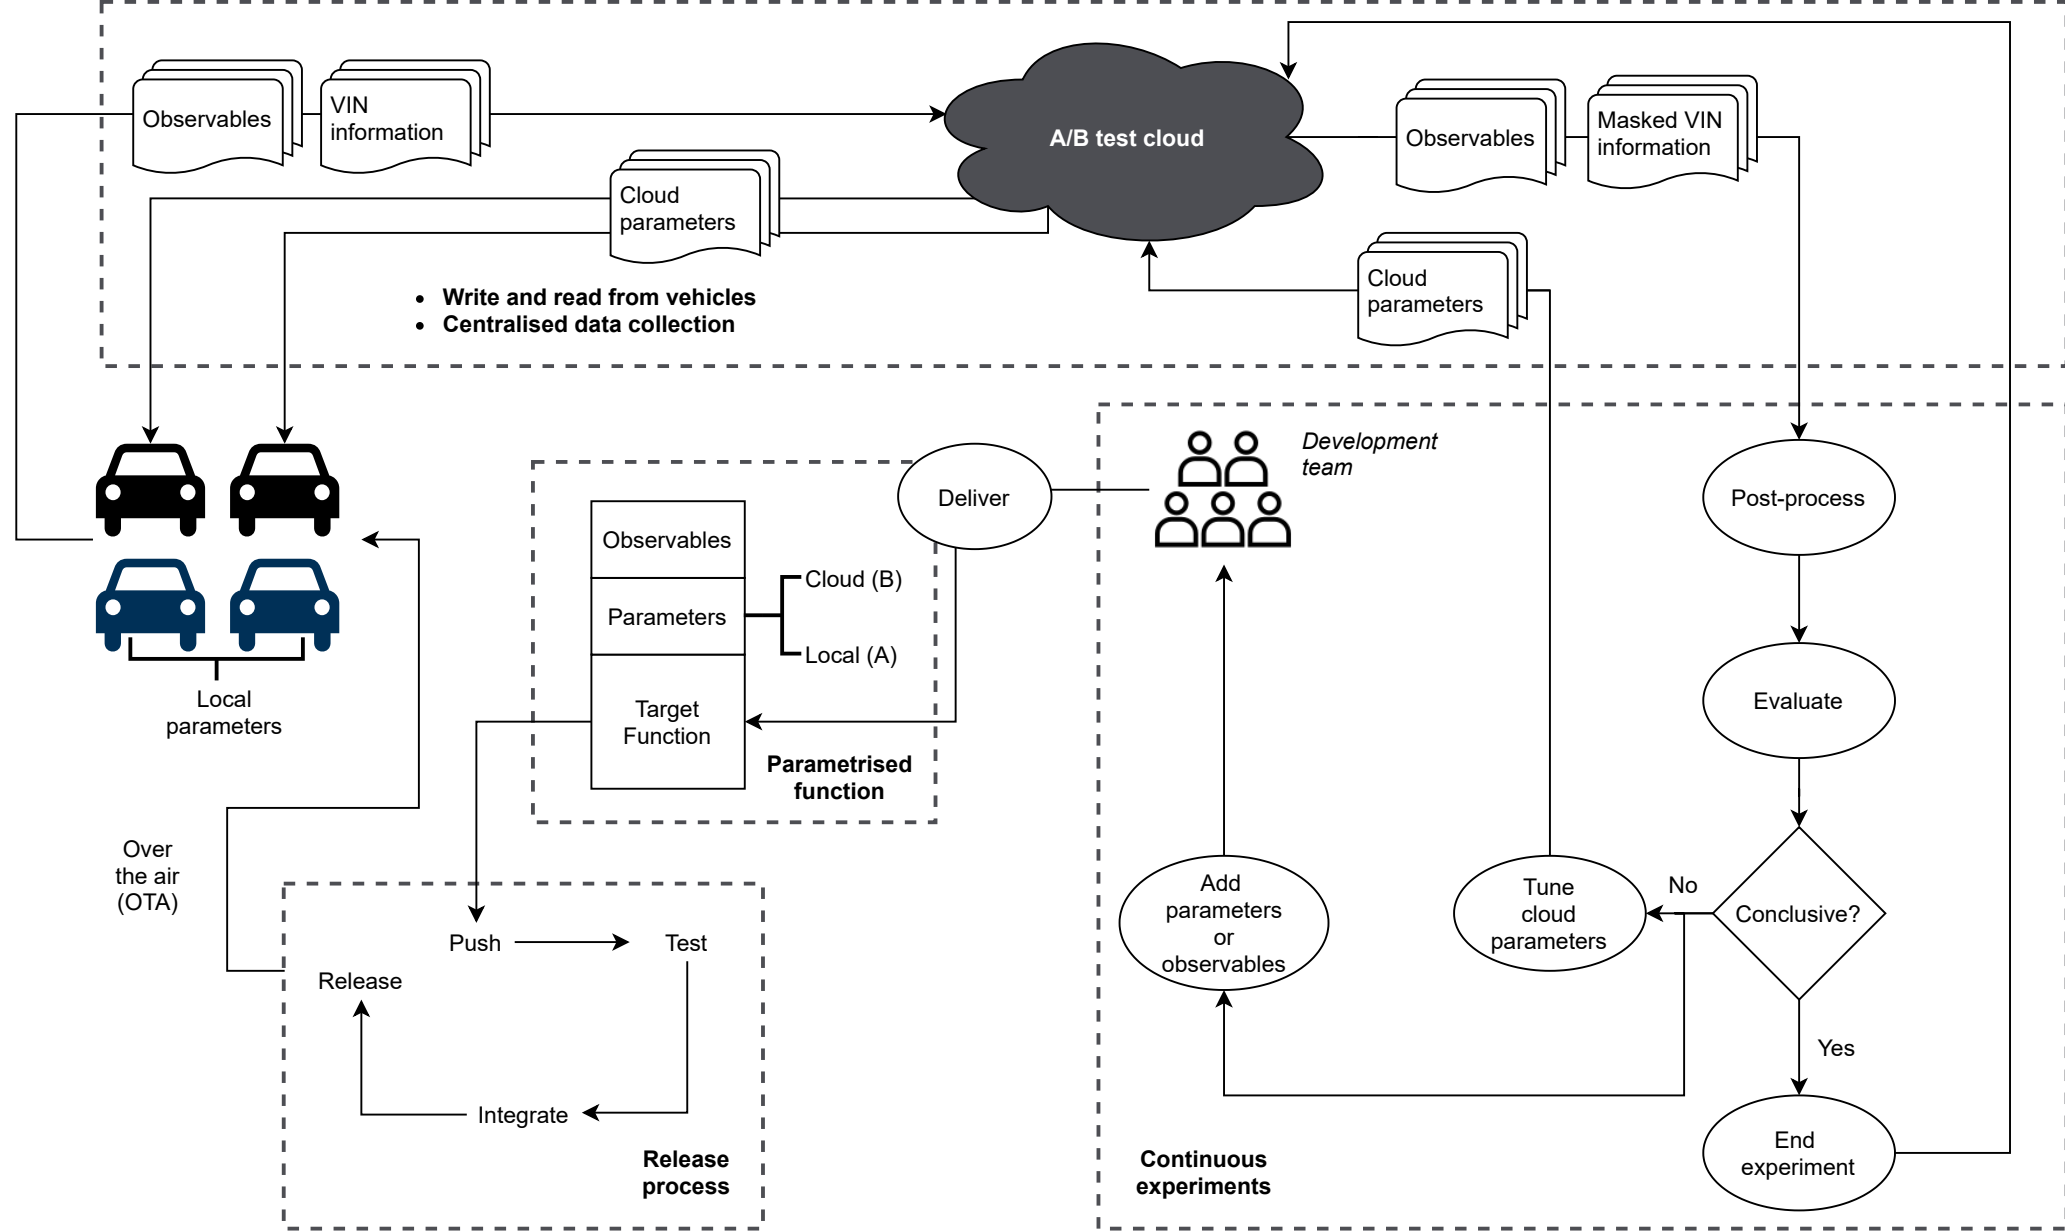 Observables
VIN
information
A/B test cloud
Observables
Masked VIN
information
Cloud
parameters
Cloud
parameters
• Write and read from vehicles
• Centralised data collection
Development
team
Deliver
Post-process
Observables
Cloud (B)
Parameters
Local (A)
Target
Function
Parametrised
function
Local
parameters
Evaluate
Over
the air
(OTA)
Add
parameters
or
observables
Tune
cloud
parameters
No
Conclusive?
Yes
Push
Test
Release
Integrate
Release
process
Continuous
experiments
End
experiment